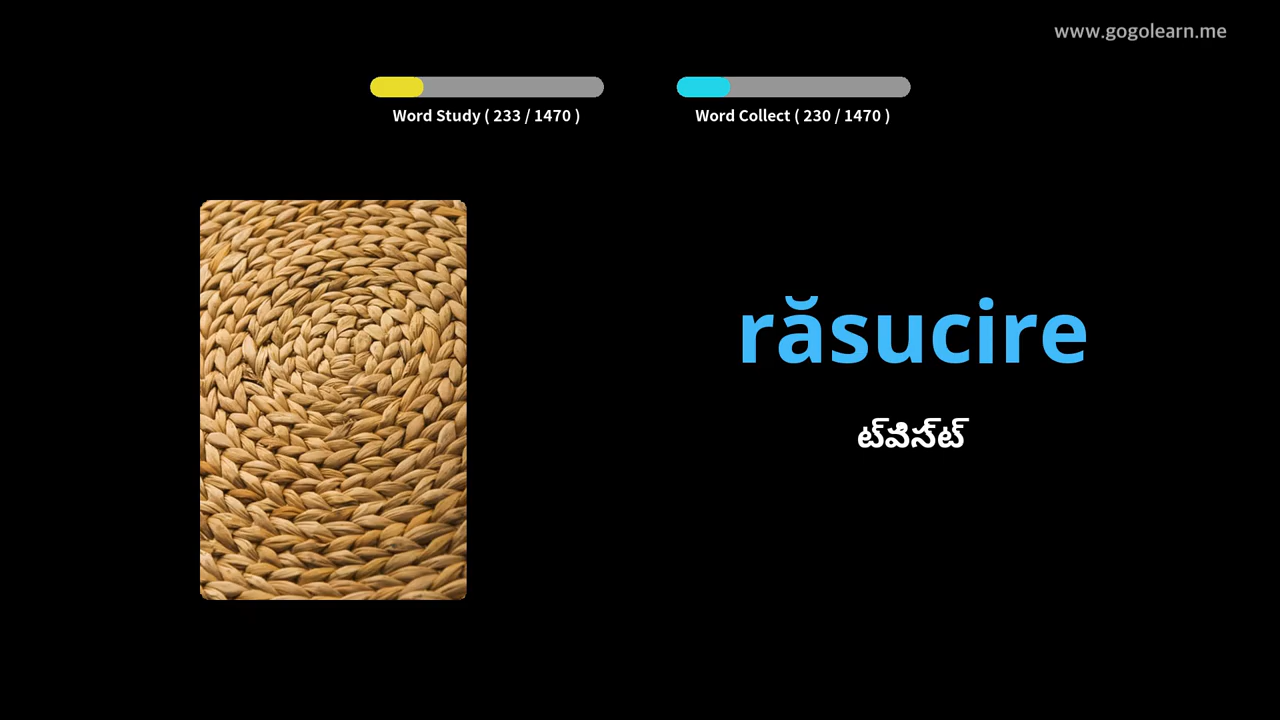 www.gogolearn.me
Word Study ( 233 / 1470 )
Word Collect ( 230 / 1470 )
răsucire
ట్విస్ట్